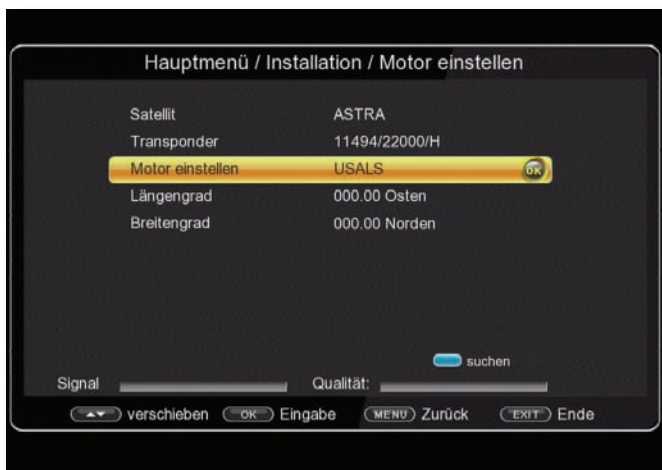 Hauptmenü / Installation / Motor einstellen
Satellit ASTRA
Transponder 11494/22000/H
Motor einstellen USALS OK
Längengrad 000.00 Osten
Breitengrad 000.00 Norden
suchen
Signal Qualität:
verschieben OK Eingabe MENU Zurück EXIT Ende